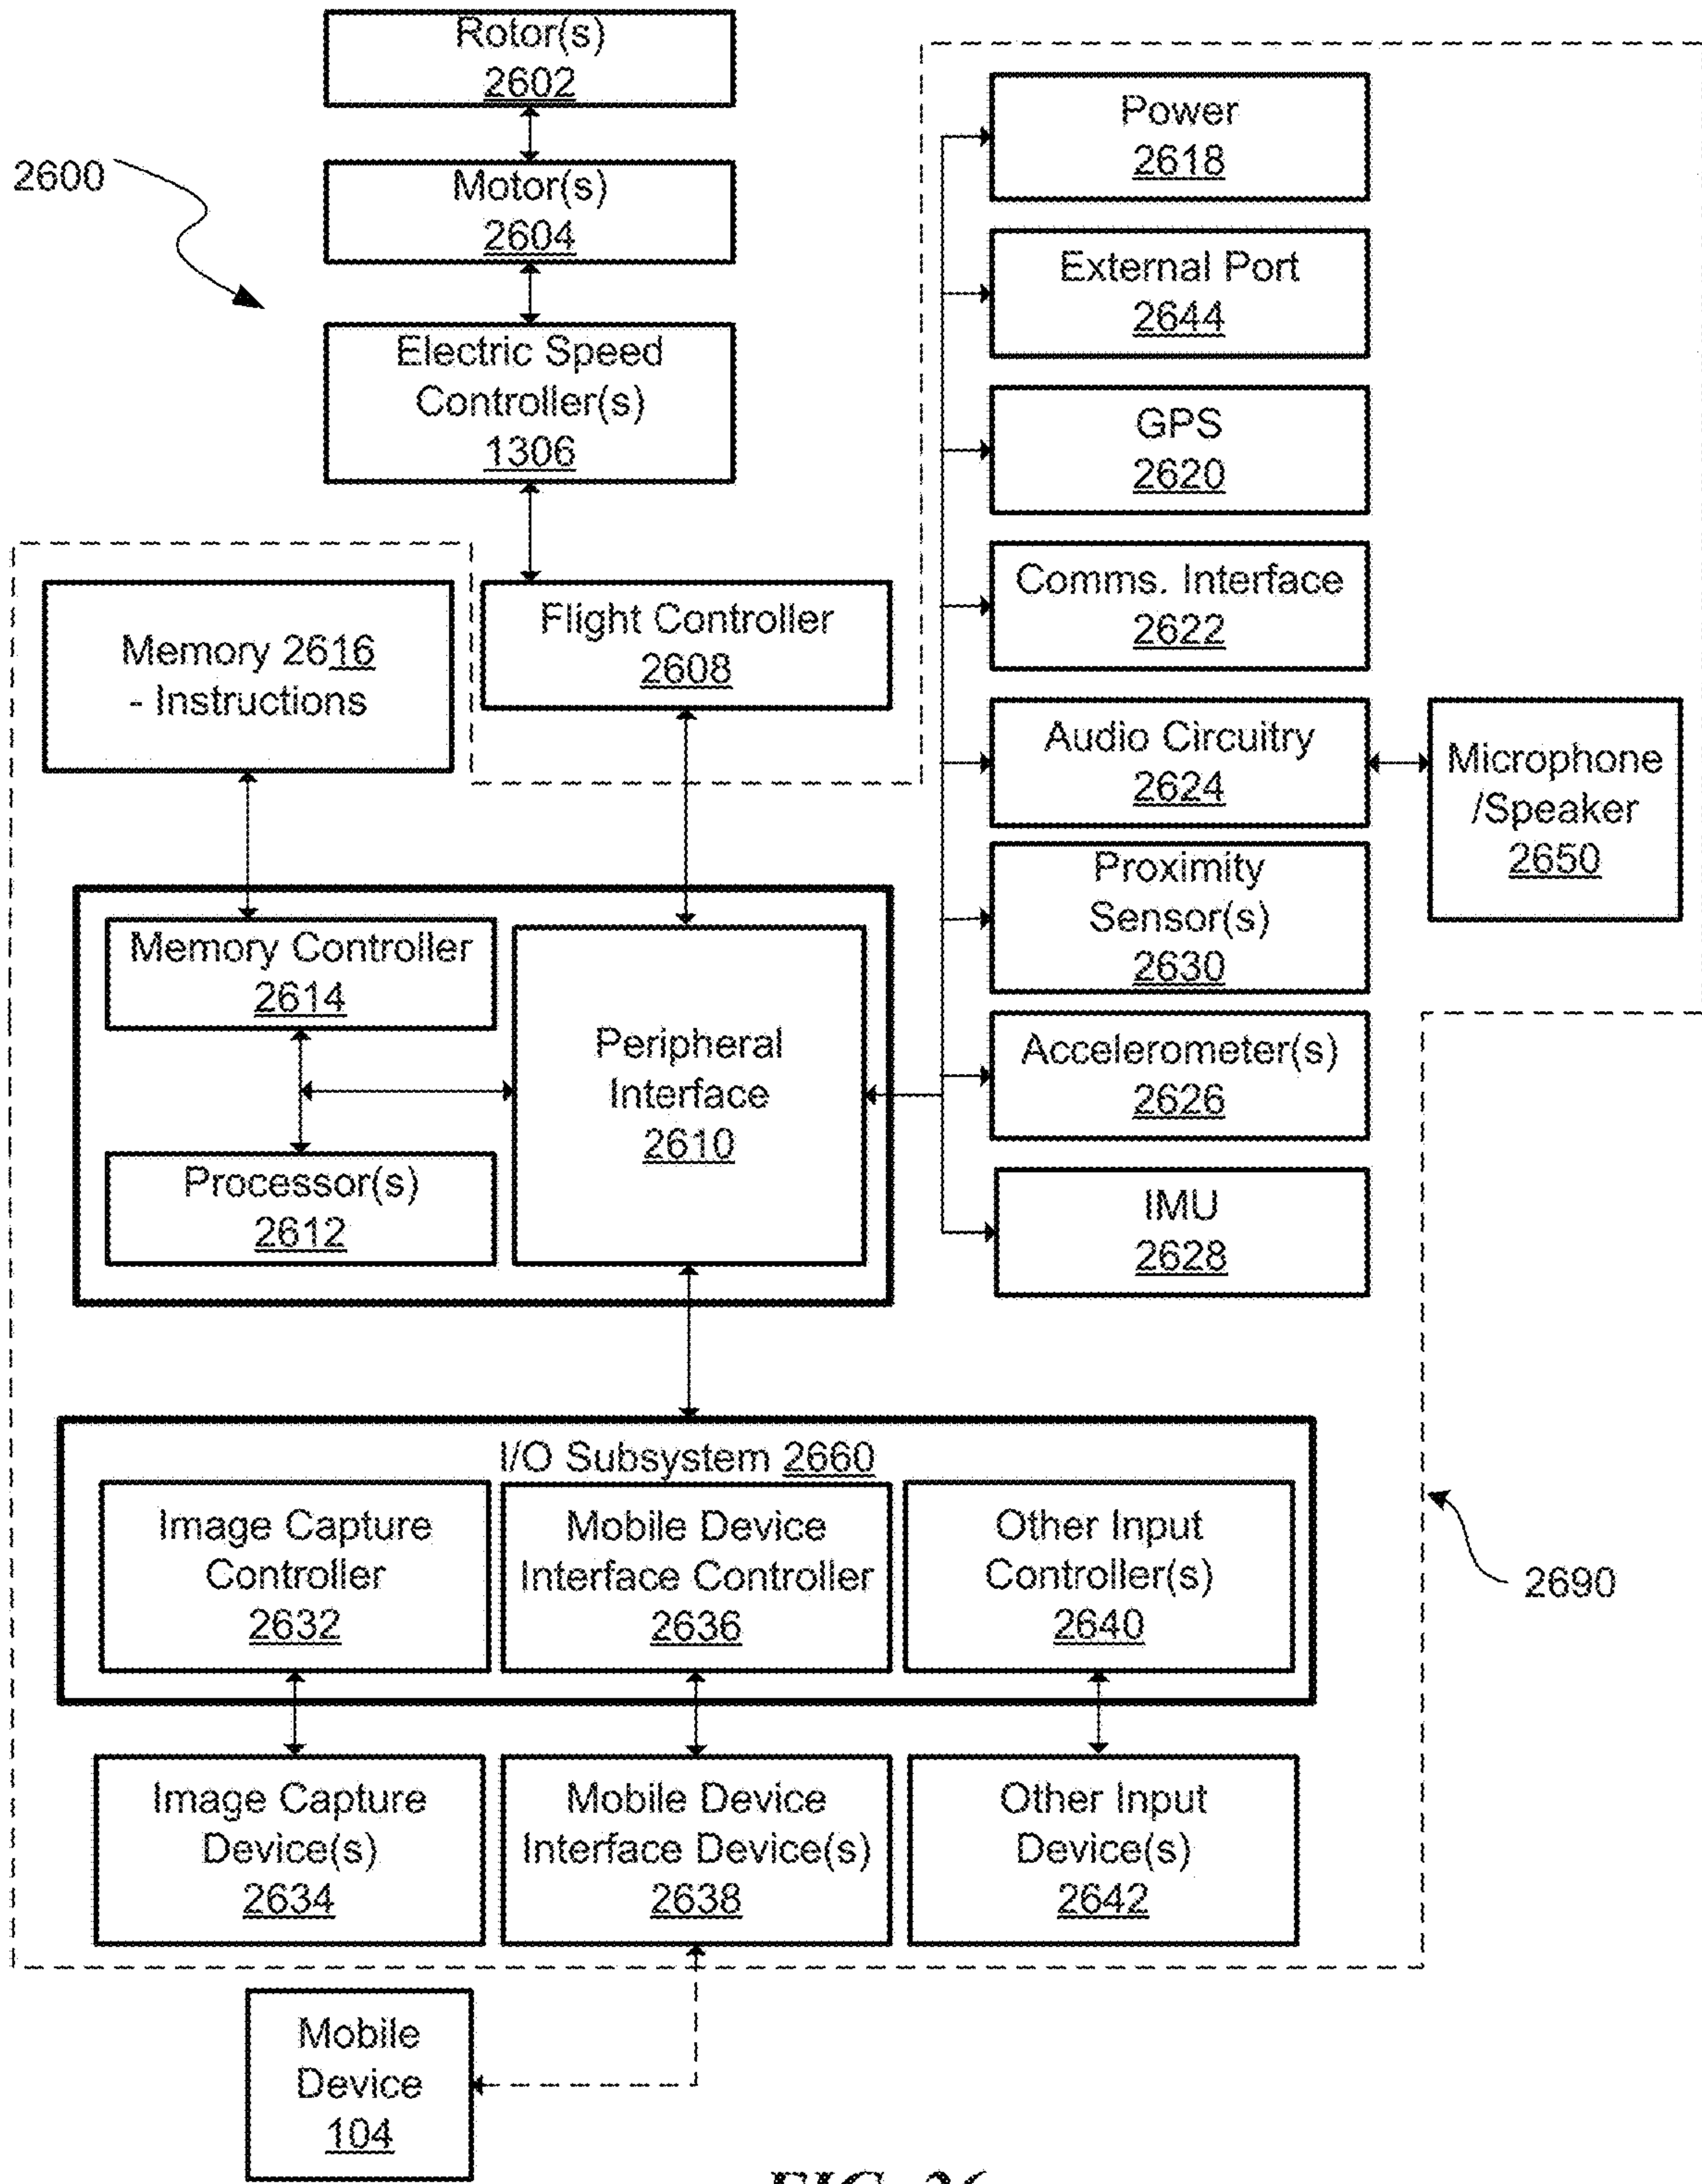 Rotor(s)
2602
2600
Motor(s)
2604
Electric Speed
Controller(s)
1306
Flight Controller
2608
Memory 2616
- Instructions
Memory Controller
2614
Processor(s)
2612
Peripheral
Interface
2610
Power
2618
External Port
2644
GPS
2620
Comms. Interface
2622
Audio Circuitry
2624
Microphone
/Speaker
2650
Proximity
Sensor(s)
2630
Accelerometer(s)
2626
IMU
2628
I/O Subsystem 2660
Image Capture
Controller
2632
Mobile Device
Interface Controller
2636
Other Input
Controller(s)
2640
2690
Image Capture
Device(s)
2634
Mobile Device
Interface Device(s)
2638
Other Input
Device(s)
2642
Mobile
Device
104
FIG. 26